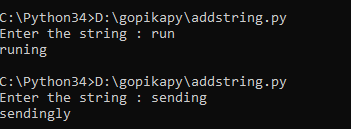 C:\Python34>D:\gopikapy\addstring.py
Enter the string : run
runing
C:\Python34>D:\gopikapy\addstring.py
Enter the string : sending
sendingly